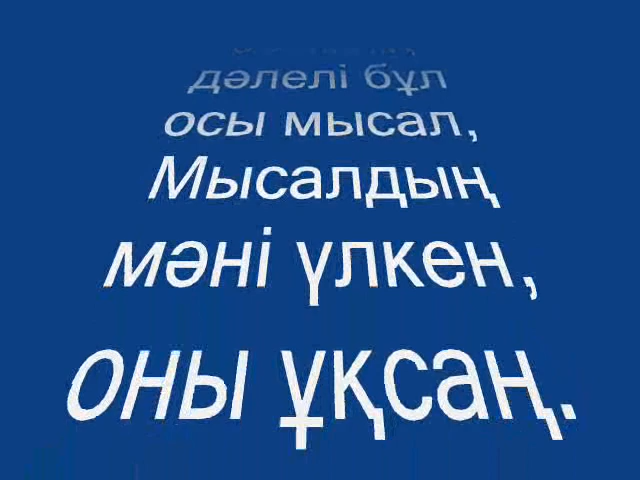 дәлелі бұл
осы мысал,
Мысалдың
мәні үлкен,
оны ұқсаң.